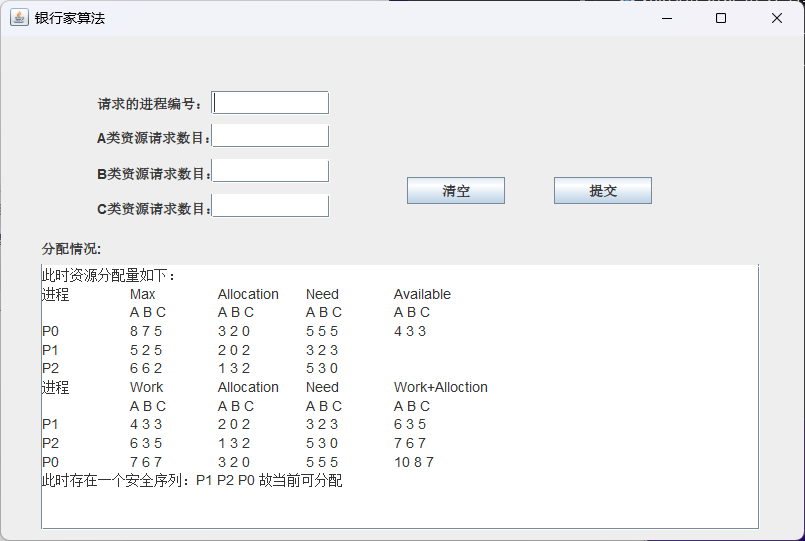 银行家算法
请求的进程编号：
A类资源请求数目：
B类资源请求数目：
C类资源请求数目：
清空 提交
分配情况:
此时资源分配量如下：
进程 Max Allocation Need Available
A B C A B C A B C A B C
P0 8 7 5 3 2 0 5 5 5 4 3 3
P1 5 2 5 2 0 2 3 2 3
P2 6 6 2 1 3 2 5 3 0
进程 Work Allocation Need Work+Alloction
A B C A B C A B C A B C
P1 4 3 3 2 0 2 3 2 3 6 3 5
P2 6 3 5 1 3 2 5 3 0 7 6 7
P0 7 6 7 3 2 0 5 5 5 10 8 7
此时存在一个安全序列：P1 P2 P0 故当前可分配